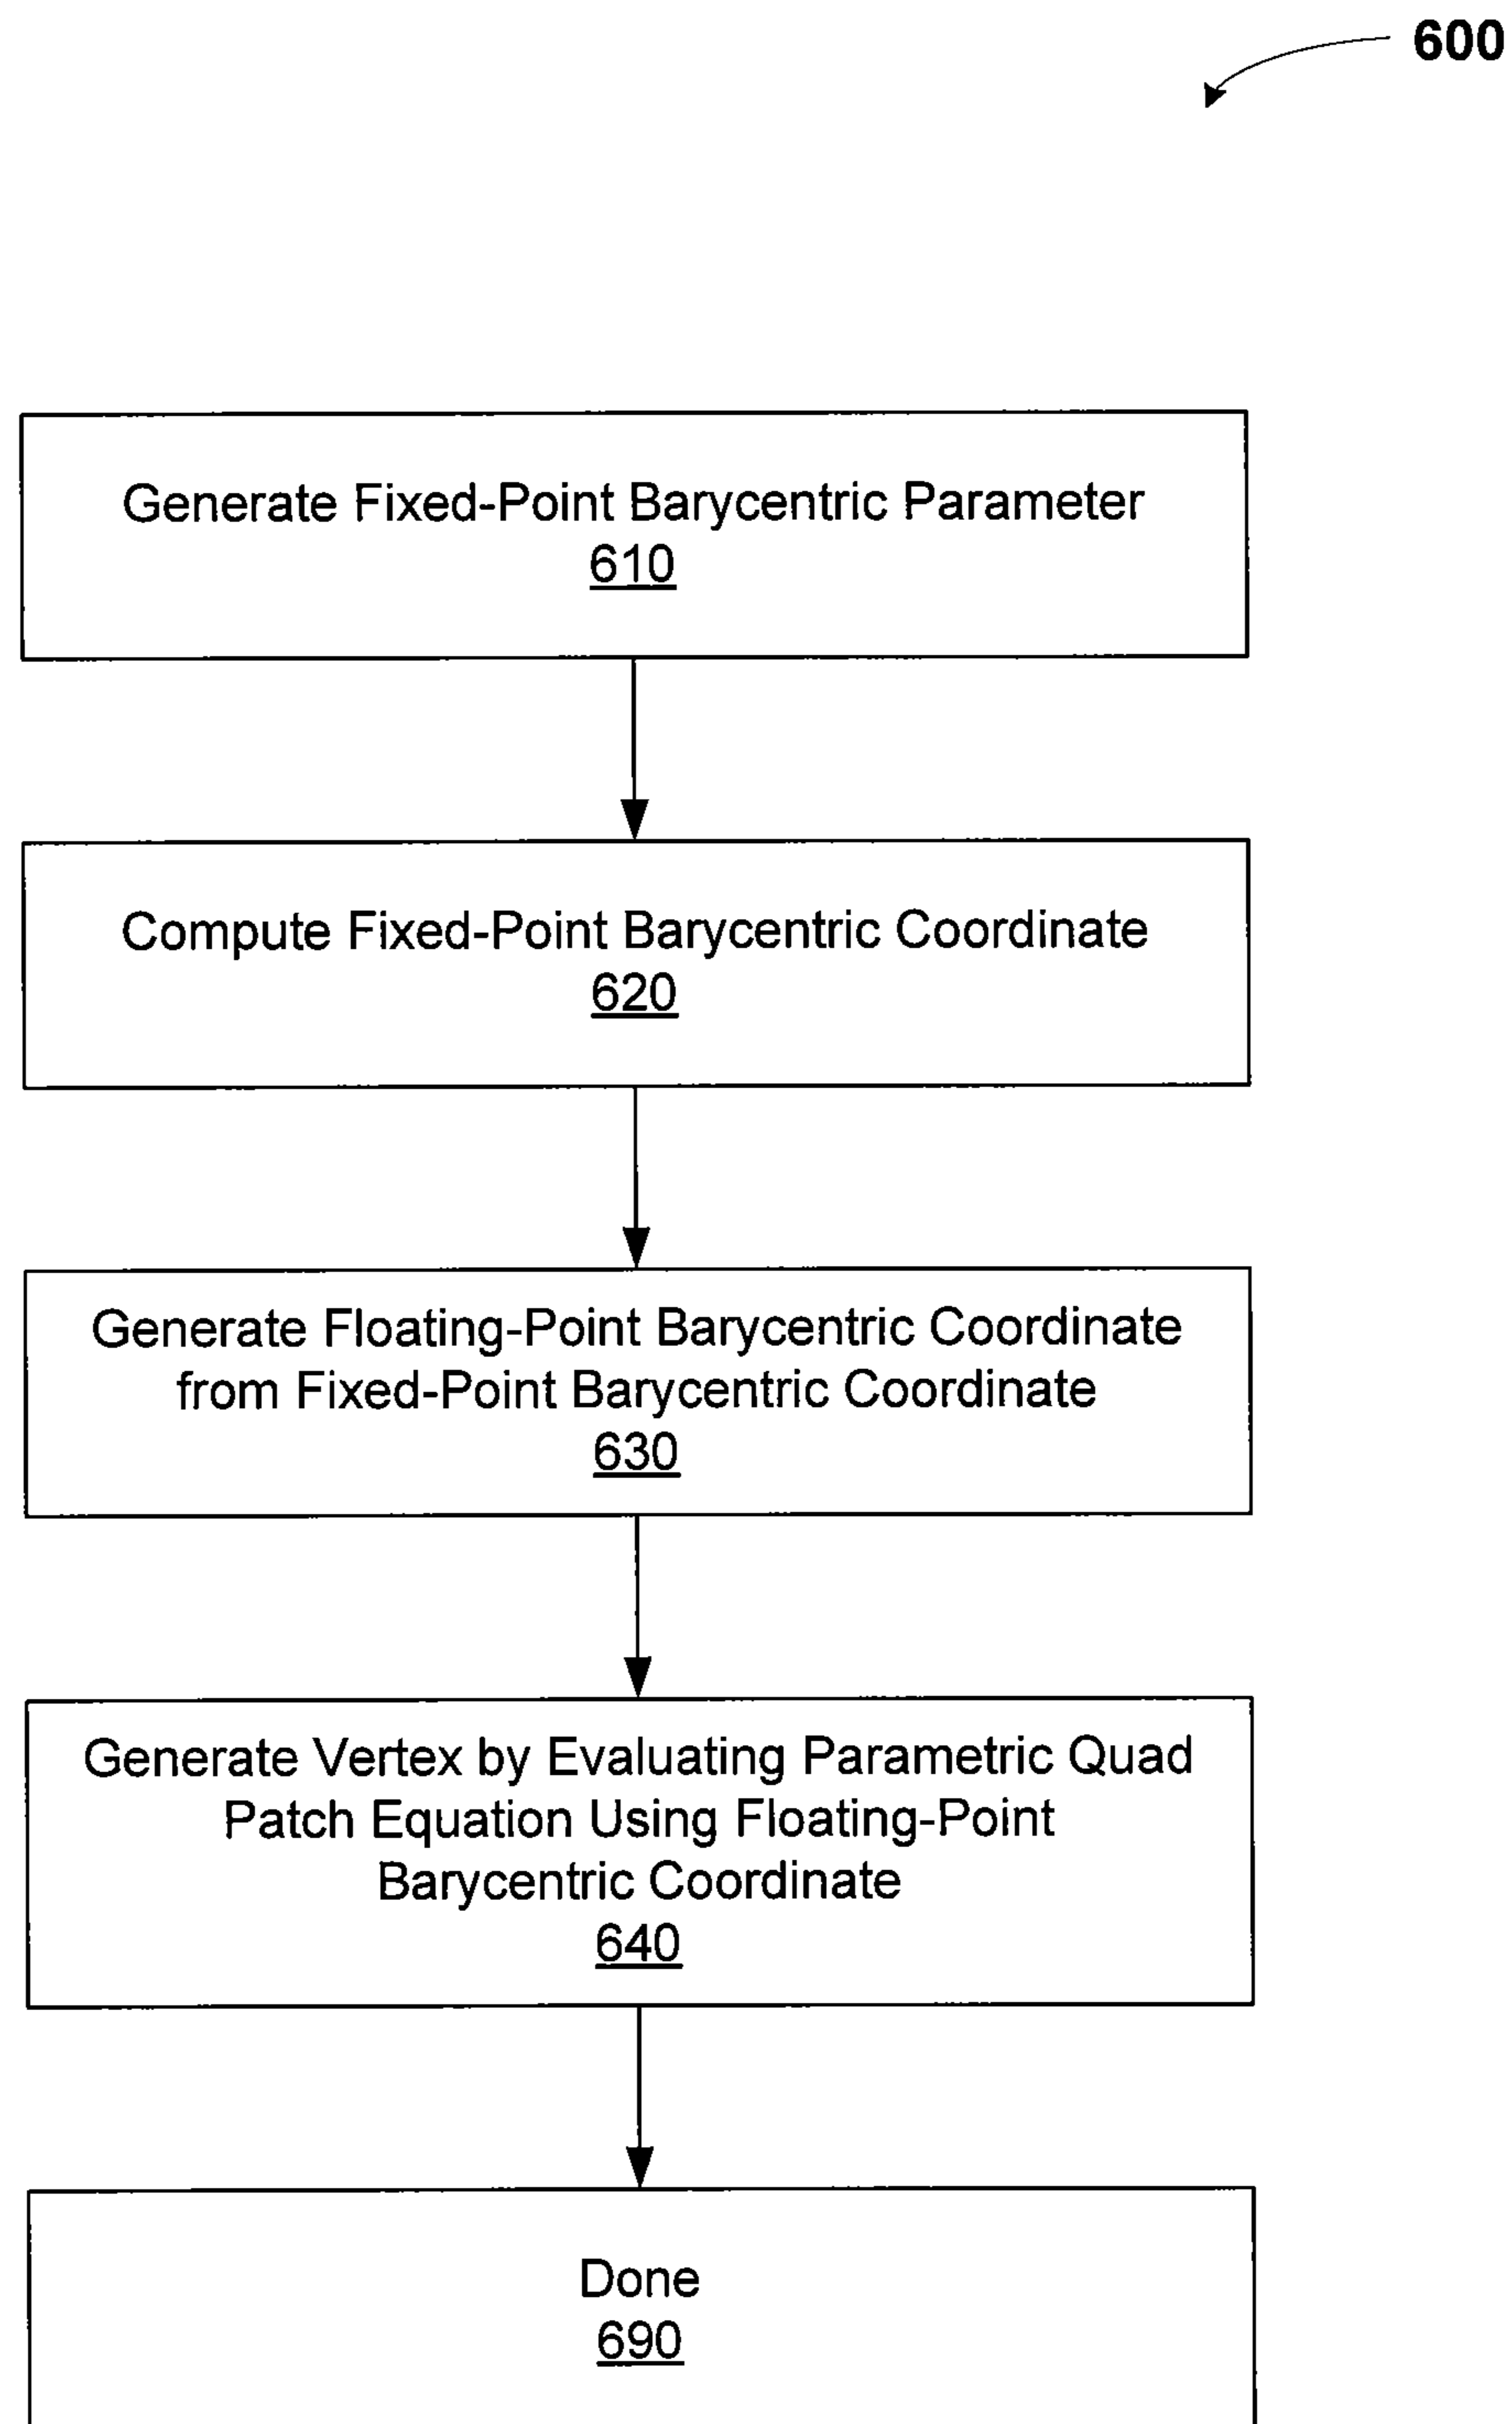 600
Generate Fixed-Point Barycentric Parameter
610
Compute Fixed-Point Barycentric Coordinate
620
Generate Floating-Point Barycentric Coordinate
from Fixed-Point Barycentric Coordinate
630
Generate Vertex by Evaluating Parametric Quad
Patch Equation Using Floating-Point
Barycentric Coordinate
640
Done
690